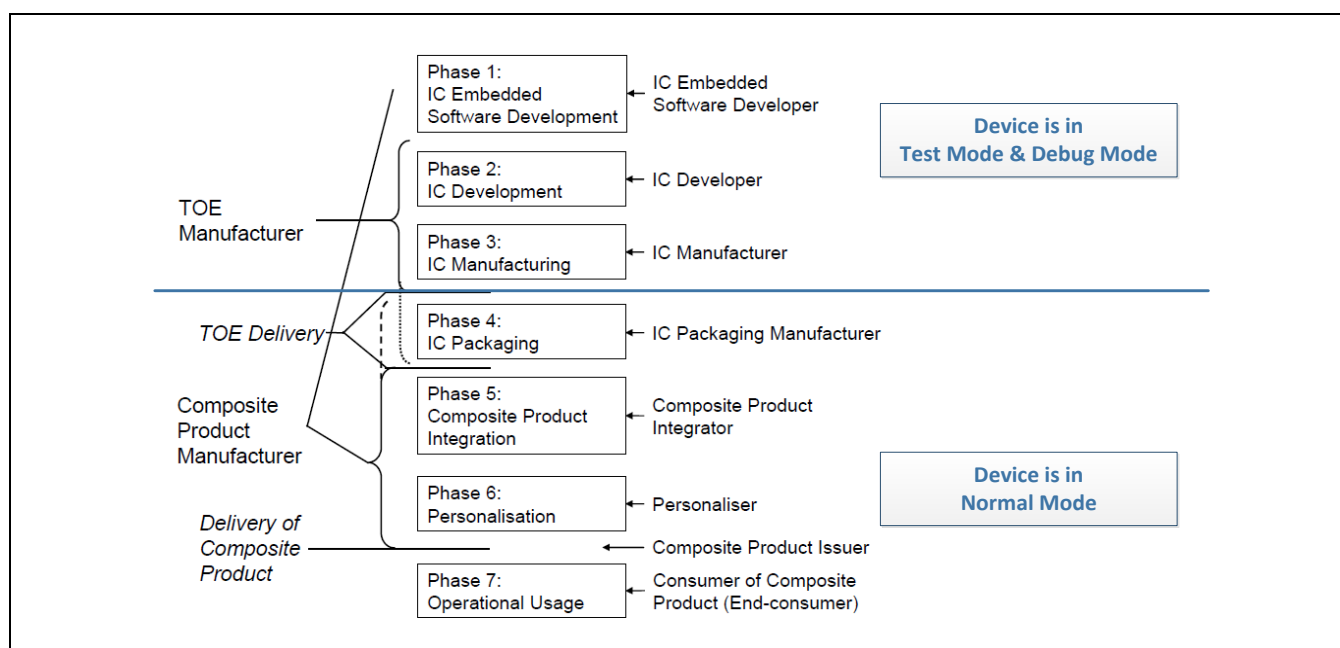 Phase 1:
IC Embedded
Software Development
IC Embedded
Software Developer
Device is in
Test Mode & Debug Mode
Phase 2:
IC Development
IC Developer
TOE
Manufacturer
Phase 3:
IC Manufacturing
IC Manufacturer
TOE Delivery
Phase 4:
IC Packaging
IC Packaging Manufacturer
Composite
Product
Manufacturer
Phase 5:
Composite Product
Integration
Composite Product
Integrator
Phase 6:
Personalisation
Personaliser
Device is in
Normal Mode
Delivery of
Composite
Product
Composite Product Issuer
Phase 7:
Operational Usage
Consumer of Composite
Product (End-consumer)